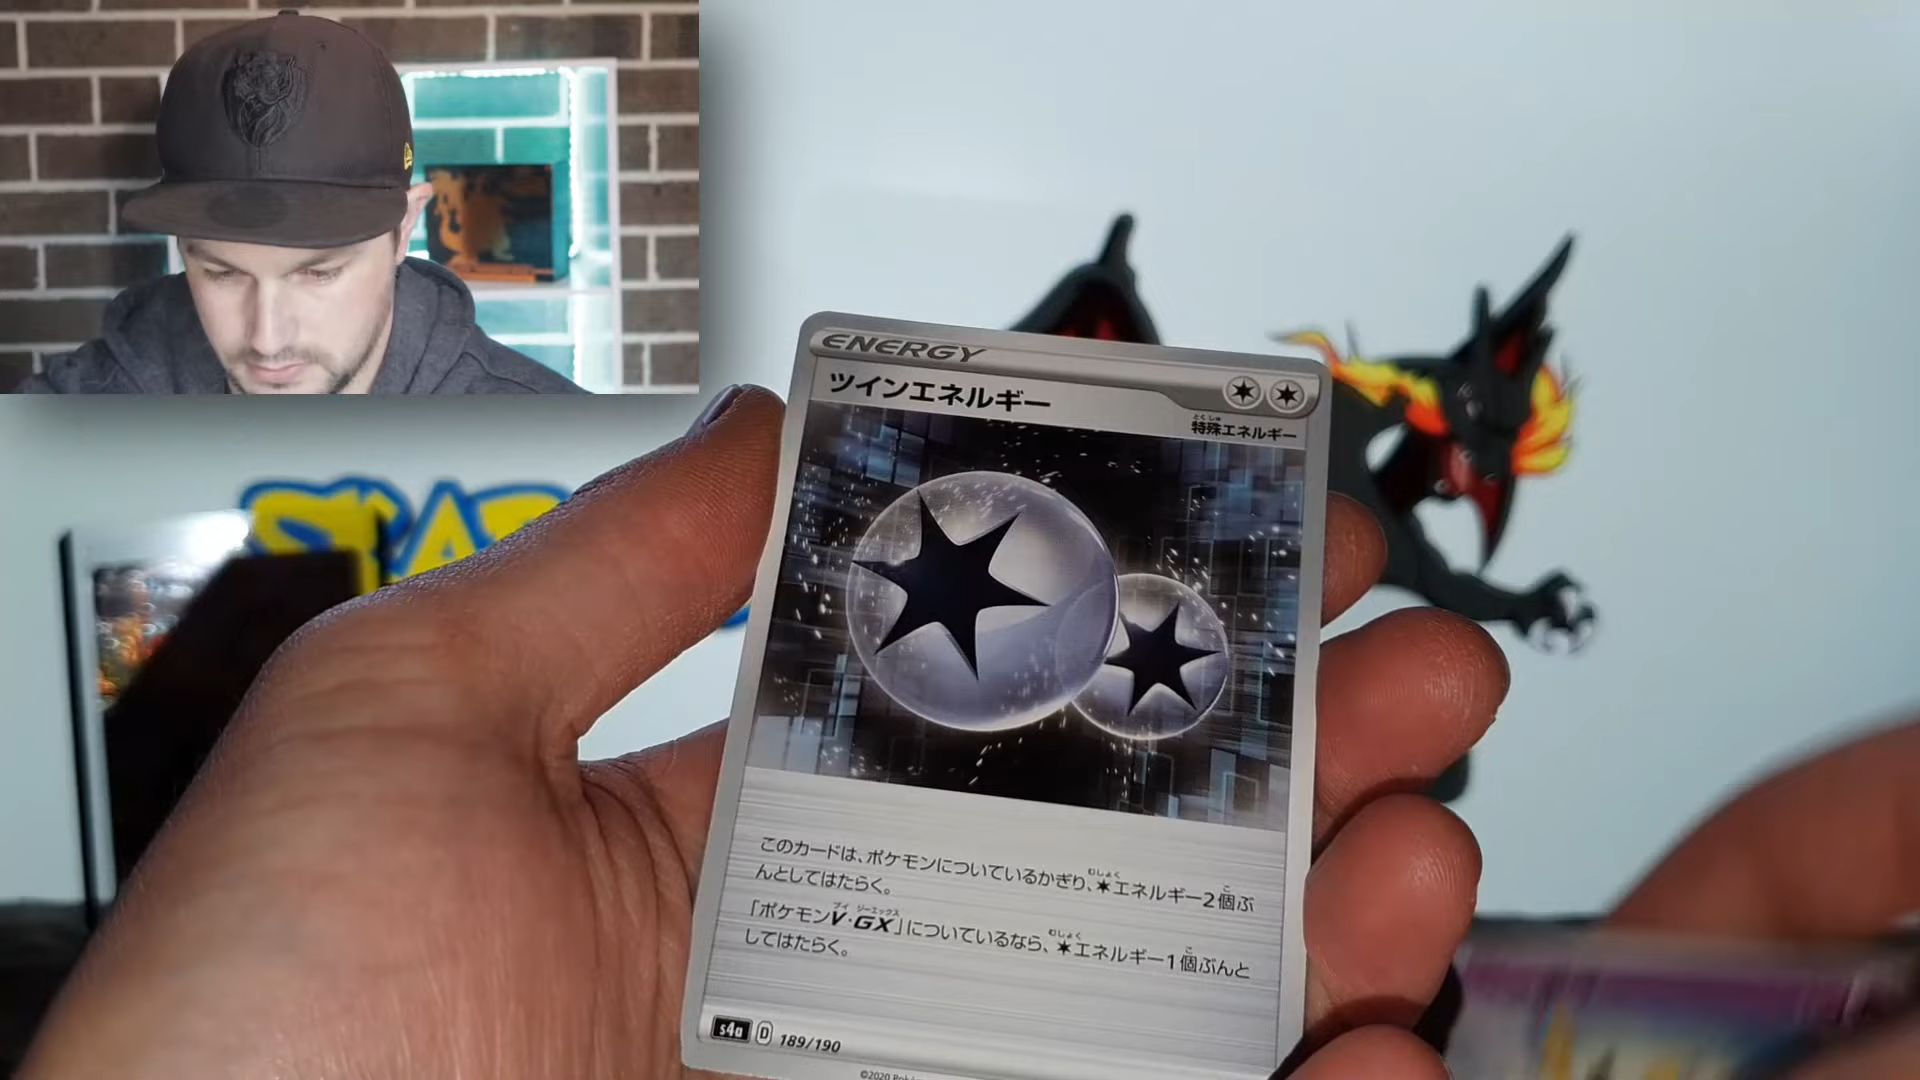 ENERGY
ツインエネルギー
とくしゅ
特殊エネルギー
このカードは、ポケモンについているかぎり、エネルギー2個ぶ
んとしてはたらく。
「ポケモンV・GX」についているなら、エネルギー1個ぶんと
してはたらく。
s4a D 189/190